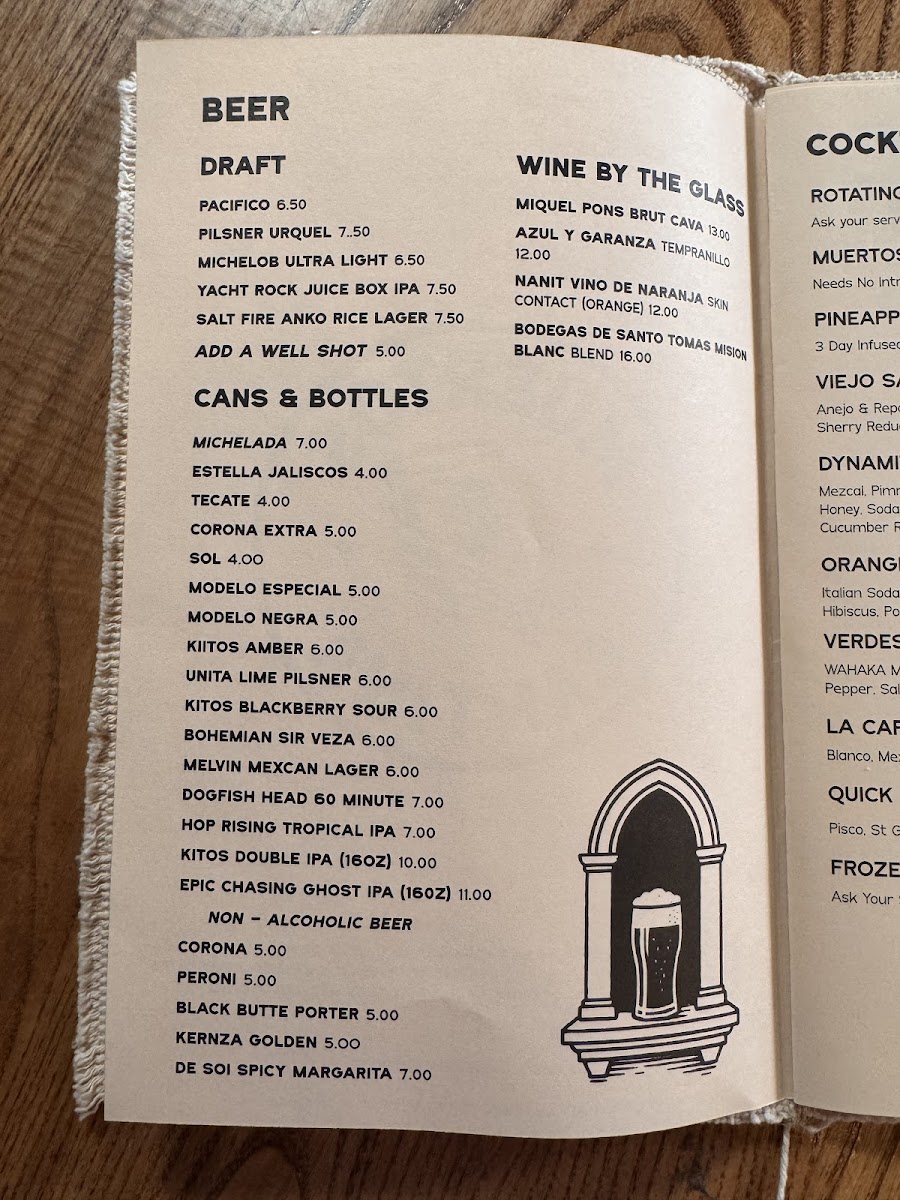 BEER
DRAFT
PACIFICO 6.50
PILSNER URQUEL 7..50
MICHELOB ULTRA LIGHT 6.50
YACHT ROCK JUICE BOX IPA 7.50
SALT FIRE ANKO RICE LAGER 7.50
ADD A WELL SHOT 5.00
CANS & BOTTLES
MICHELADA 7.00
ESTELLA JALISCOS 4.00
TECATE 4.00
CORONA EXTRA 5.00
SOL 4.00
MODELO ESPECIAL 5.00
MODELO NEGRA 5.00
KIITOS AMBER 6.00
UNITA LIME PILSNER 6.00
KITOS BLACKBERRY SOUR 6.00
BOHEMIAN SIR VEZA 6.00
MELVIN MEXCAN LAGER 6.00
DOGFISH HEAD 60 MINUTE 7.00
HOP RISING TROPICAL IPA 7.00
KITOS DOUBLE IPA (16OZ) 10.00
EPIC CHASING GHOST IPA (16OZ) 11.00
NON - ALCOHOLIC BEER
CORONA 5.00
PERONI 5.00
BLACK BUTTE PORTER 5.00
KERNZA GOLDEN 5.00
DE SOI SPICY MARGARITA 7.00
WINE BY THE GLASS
MIQUEL PONS BRUT CAVA 13.00
AZUL Y GARANZA TEMPRANILLO
12.00
NANIT VINO DE NARANJA SKIN
CONTACT (ORANGE) 12.00
BODEGAS DE SANTO TOMAS MISION
BLANC BLEND 16.00
COCK
ROTATING
Ask your serv
MUERTOS
Needs No Intr
PINEAPP
3 Day Infused
VIEJO SA
Anejo & Repo
Sherry Redu
DYNAMI
Mezcal, Pimm
Honey, Soda
Cucumber R
ORANG
Italian Soda
Hibiscus, Po
VERDES
WAHAKA M
Pepper, Sal
LA CA
Blanco, Mez
QUICK
Pisco, St G
FROZE
Ask Your